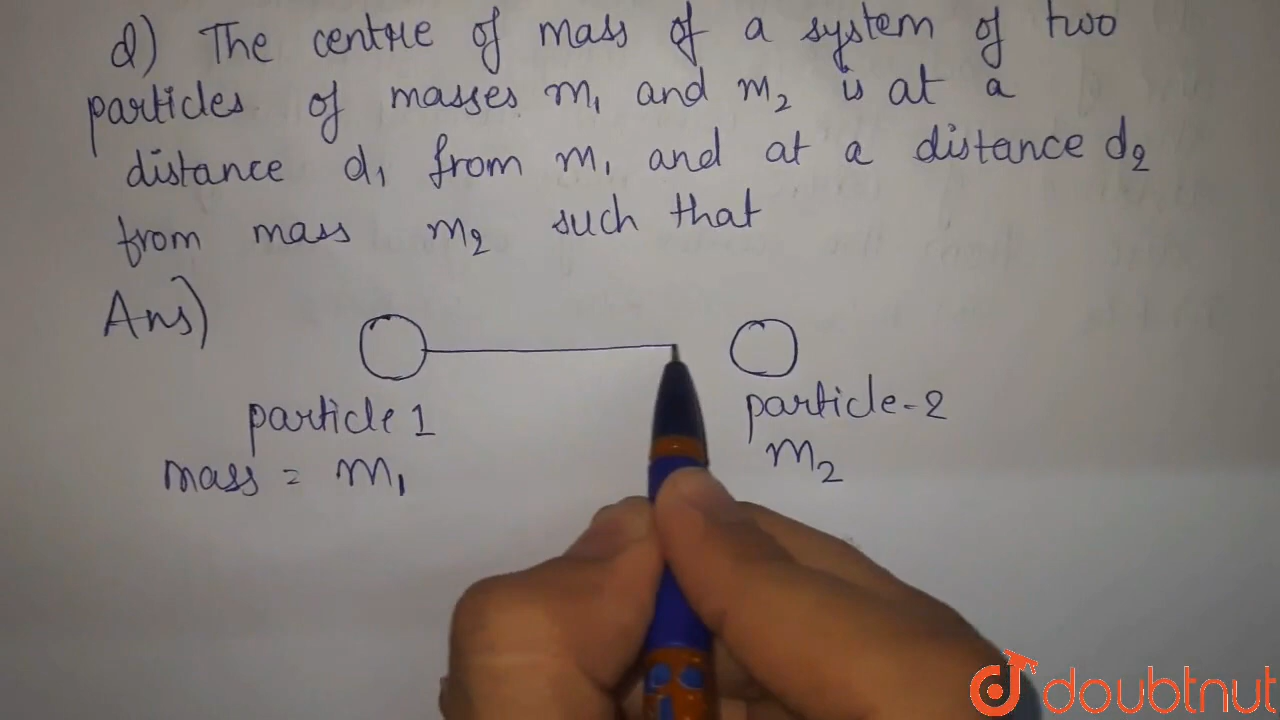 d) The centre of mass of a system of two
particles of masses m₁ and m₂ is at a
distance d₁ from m₁ and at a distance d₂
from mass m₂ such that
Ans)
particle 1
particle-2
mass = m₁
m₂
doubtnut